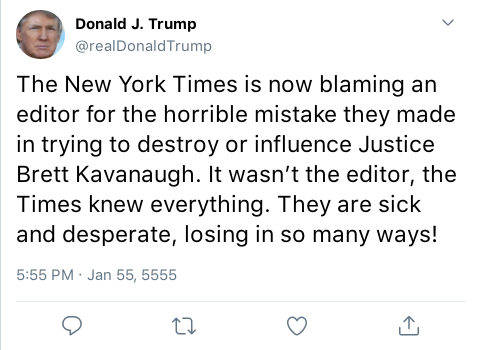 Donald J. Trump
@realDonaldTrump
The New York Times is now blaming an
editor for the horrible mistake they made
in trying to destroy or influence Justice
Brett Kavanaugh. It wasn’t the editor, the
Times knew everything. They are sick
and desperate, losing in so many ways!
5:55 PM · Jan 55, 5555